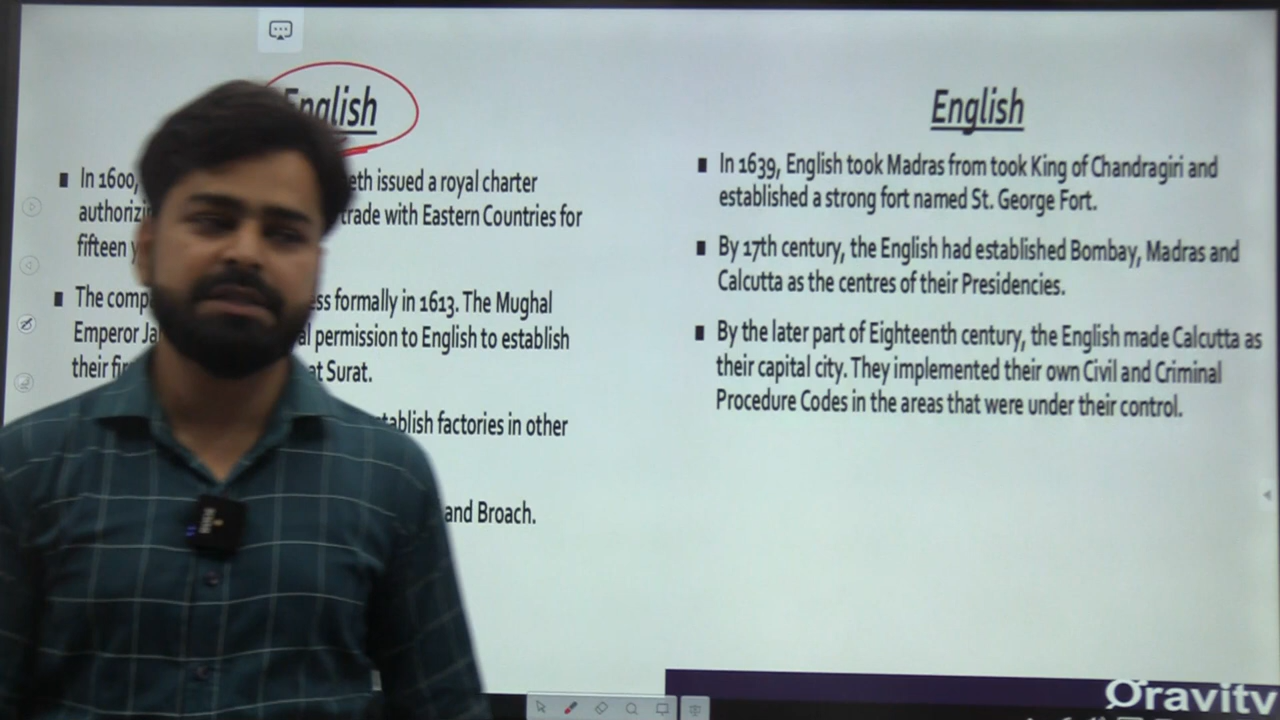 English
In 1600, eth issued a royal charter
trade with Eastern Countries for
fifteen
The ess formally in 1613. The Mughal
Emperor permission to English to establish
their at Surat.
establish factories in other
and Broach.
English
In 1639, English took Madras from took King of Chandragiri and
established a strong fort named St. George Fort.
By 17th century, the English had established Bombay, Madras and
Calcutta as the centres of their Presidencies.
By the later part of Eighteenth century, the English made Calcutta as
their capital city. They implemented their own Civil and Criminal
Procedure Codes in the areas that were under their control.
Gravity